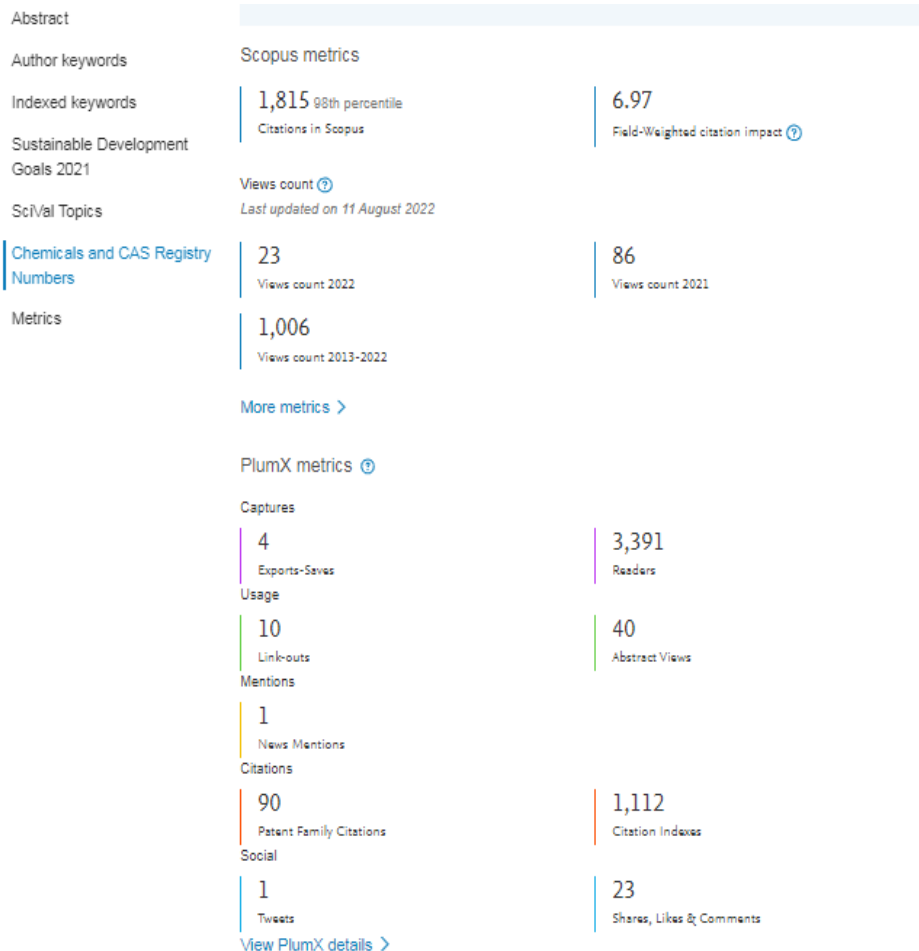 Abstract
Author keywords
Indexed keywords
Sustainable Development
Goals 2021
SciVal Topics
Chemicals and CAS Registry
Numbers
Metrics
Scopus metrics
1,815 98th percentile
Citations in Scopus
6.97
Field-Weighted citation impact ?
Views count ?
Last updated on 11 August 2022
23
Views count 2022
86
Views count 2021
1,006
Views count 2013-2022
More metrics >
PlumX metrics ?
Captures
4
Exports-Saves
3,391
Readers
Usage
10
Link-outs
40
Abstract Views
Mentions
1
News Mentions
Citations
90
Patent Family Citations
1,112
Citation Indexes
Social
1
Tweets
23
Shares, Likes & Comments
View PlumX details >